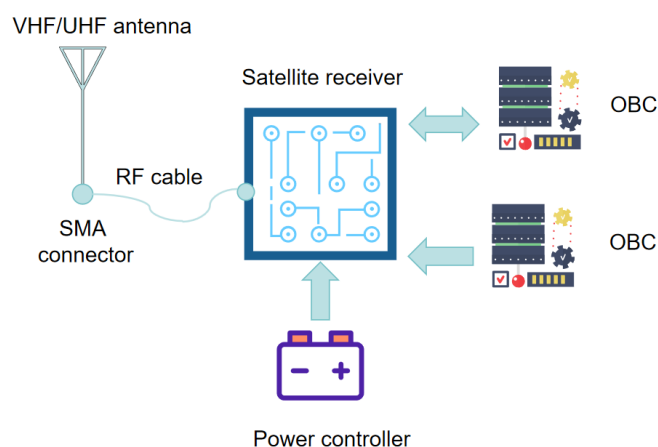 VHF/UHF antenna
Satellite receiver
OBC
RF cable
SMA
connector
OBC
Power controller